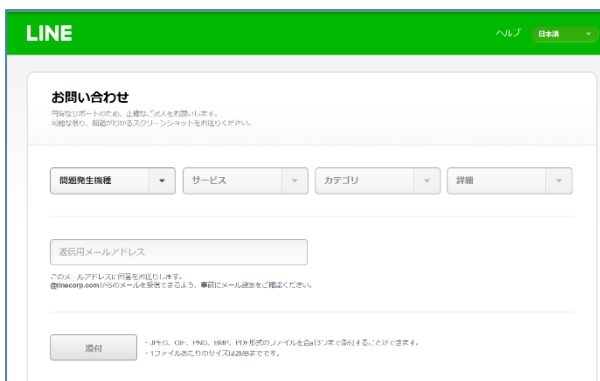 LINE
ヘルプ 日本語
お問い合わせ
円滑なサポートのため、正確なご記入をお願いします。
可能な限り、問題がわかるスクリーンショットをお送りください。
問題発生機種 サービス カテゴリ 詳細
返信用メールアドレス
このメールアドレスに回答をお送りします。
@linecorp.comからのメールを受信できるよう、事前にメール設定をご確認ください。
添付
・JPEG、GIF、PNG、BMP、PDF形式のファイルを合計3つまで添付することができます。
・1ファイルあたりのサイズは2MBまでです。